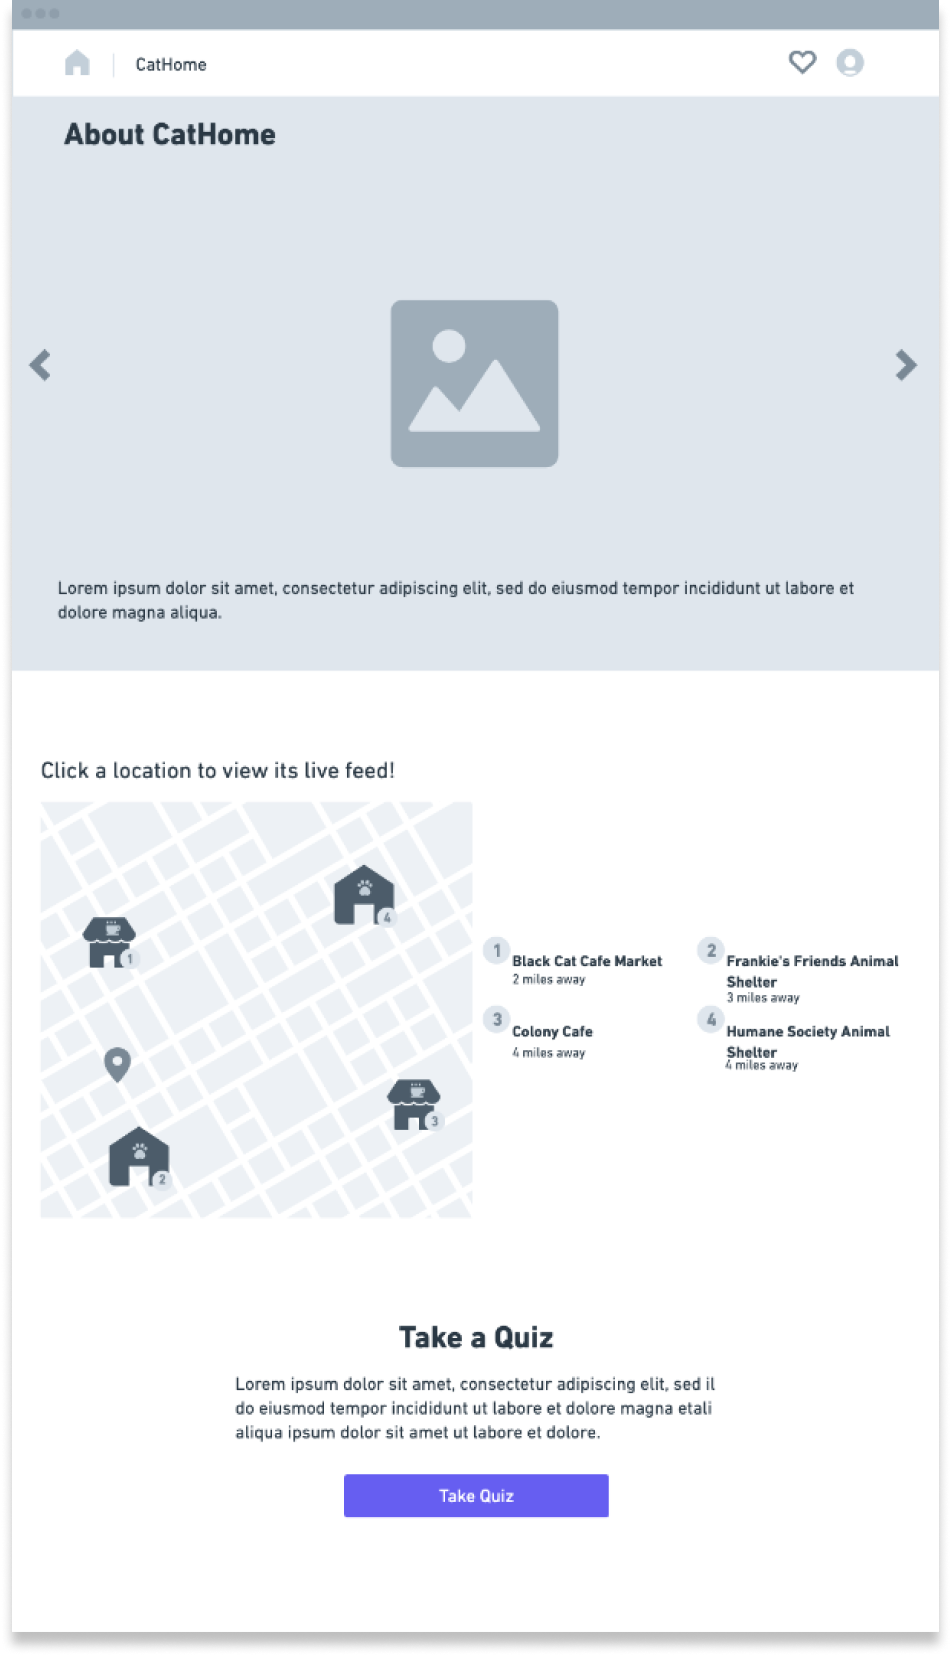 CatHome
About CatHome
Lorem ipsum dolor sit amet, consectetur adipiscing elit, sed do eiusmod tempor incididunt ut labore et
dolore magna aliqua.
Click a location to view its live feed!
4
1
3
2
1 Black Cat Cafe Market
2 miles away
2 Frankie's Friends Animal
Shelter
3 miles away
3 Colony Cafe
4 miles away
4 Humane Society Animal
Shelter
4 miles away
Take a Quiz
Lorem ipsum dolor sit amet, consectetur adipiscing elit, sed il
do eiusmod tempor incididunt ut labore et dolore magna etali
aliqua ipsum dolor sit amet ut labore et dolore.
Take Quiz